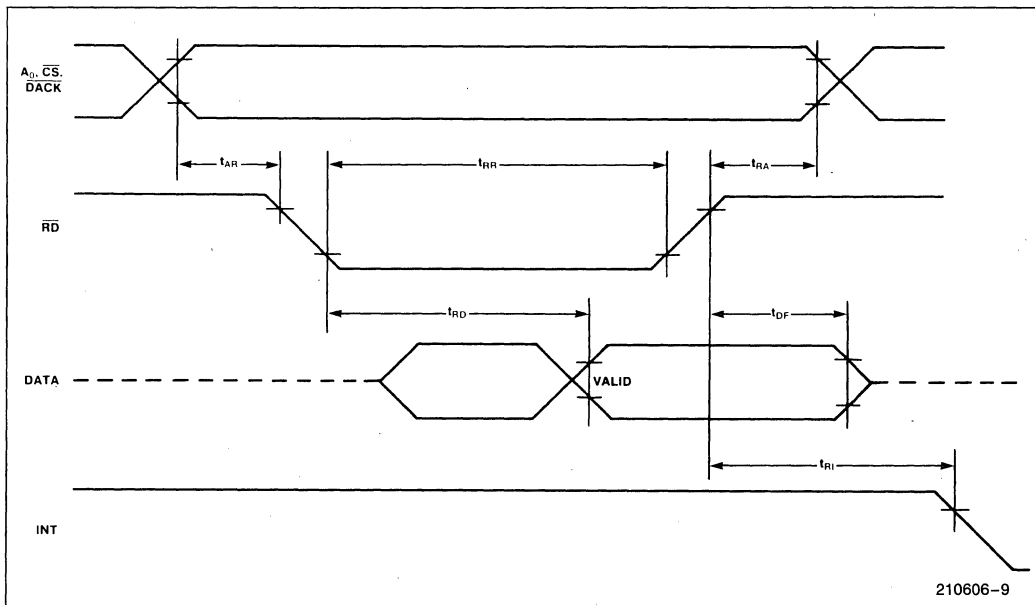 A0, CS.
DACK
tAR
tRR
tRA
RD
tRD
tDF
DATA
VALID
tRI
INT
210606-9